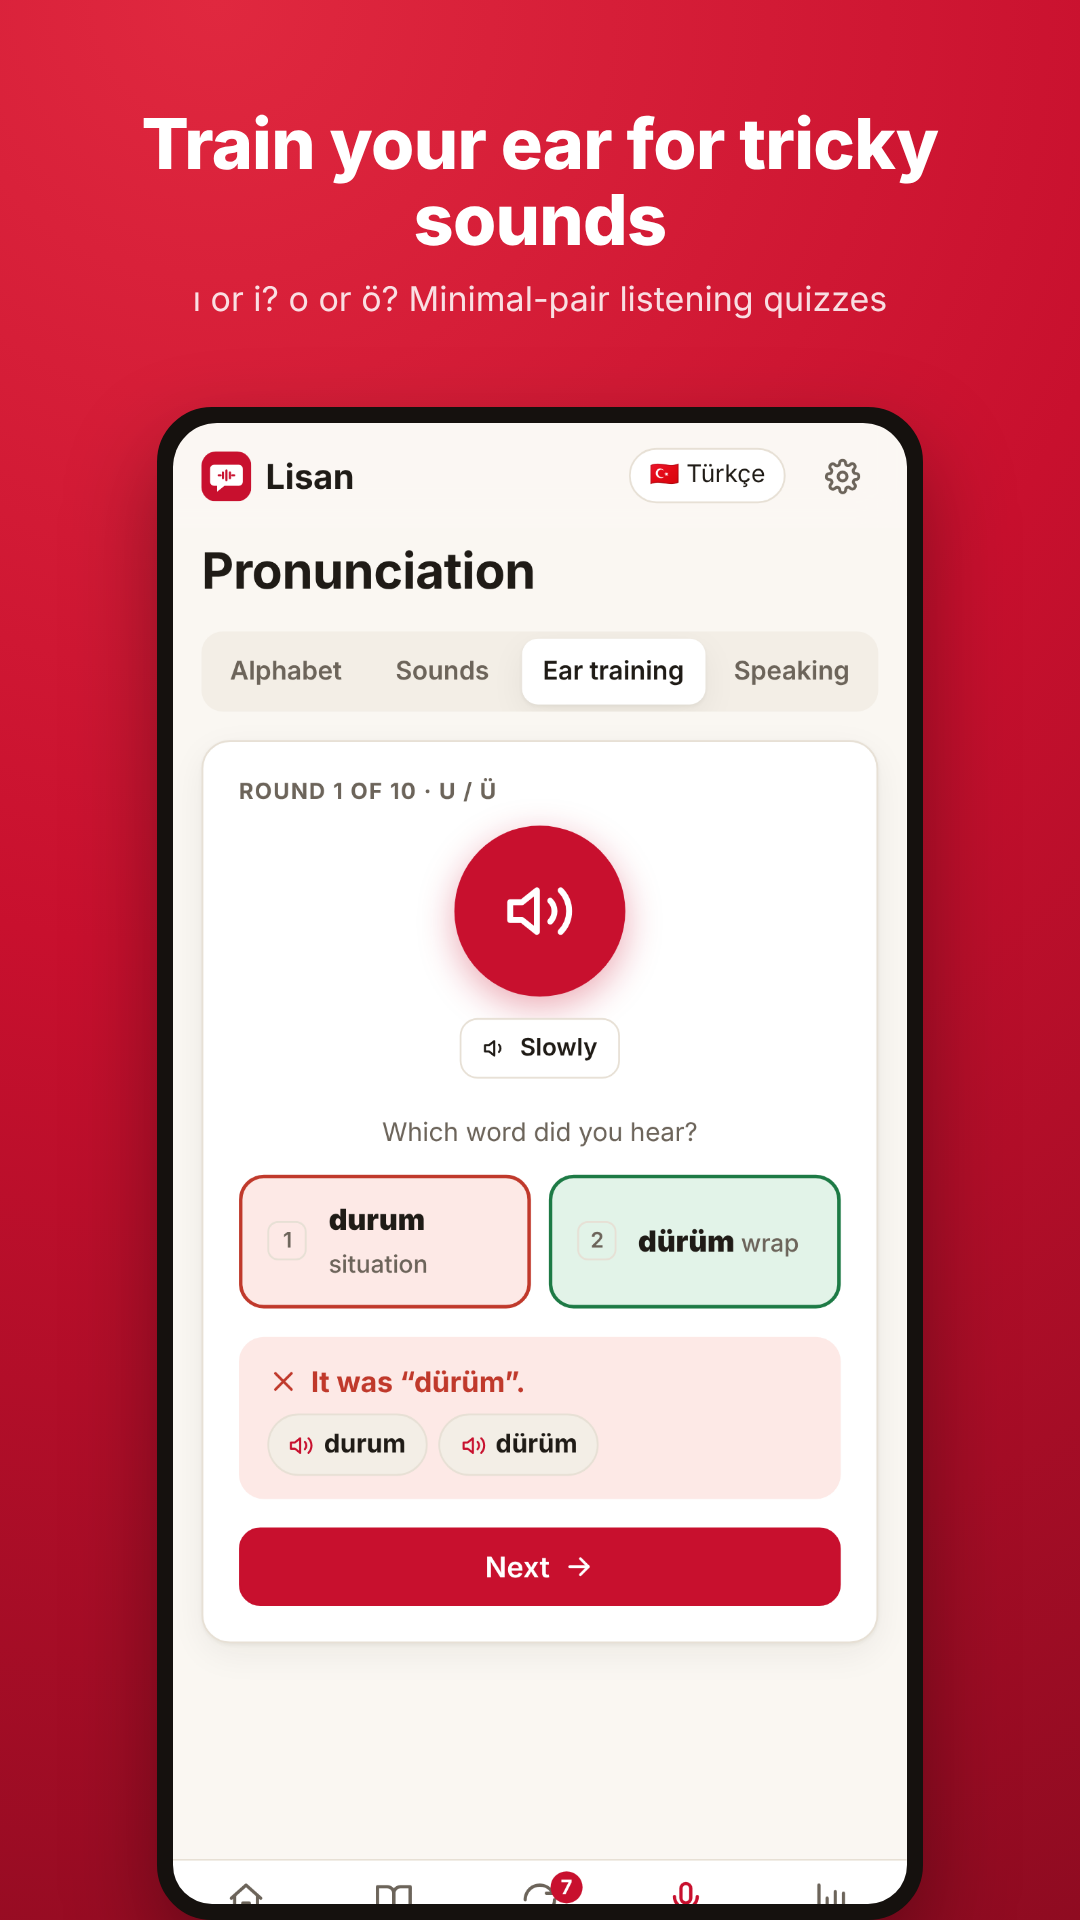 Train your ear for tricky
sounds
ı or i? o or ö? Minimal-pair listening quizzes
Lisan
Türkçe
Pronunciation
Alphabet Sounds Ear training Speaking
ROUND 1 OF 10 · U / Ü
Slowly
Which word did you hear?
1 durum
situation
2 dürüm wrap
It was “dürüm”.
durum dürüm
Next →
7